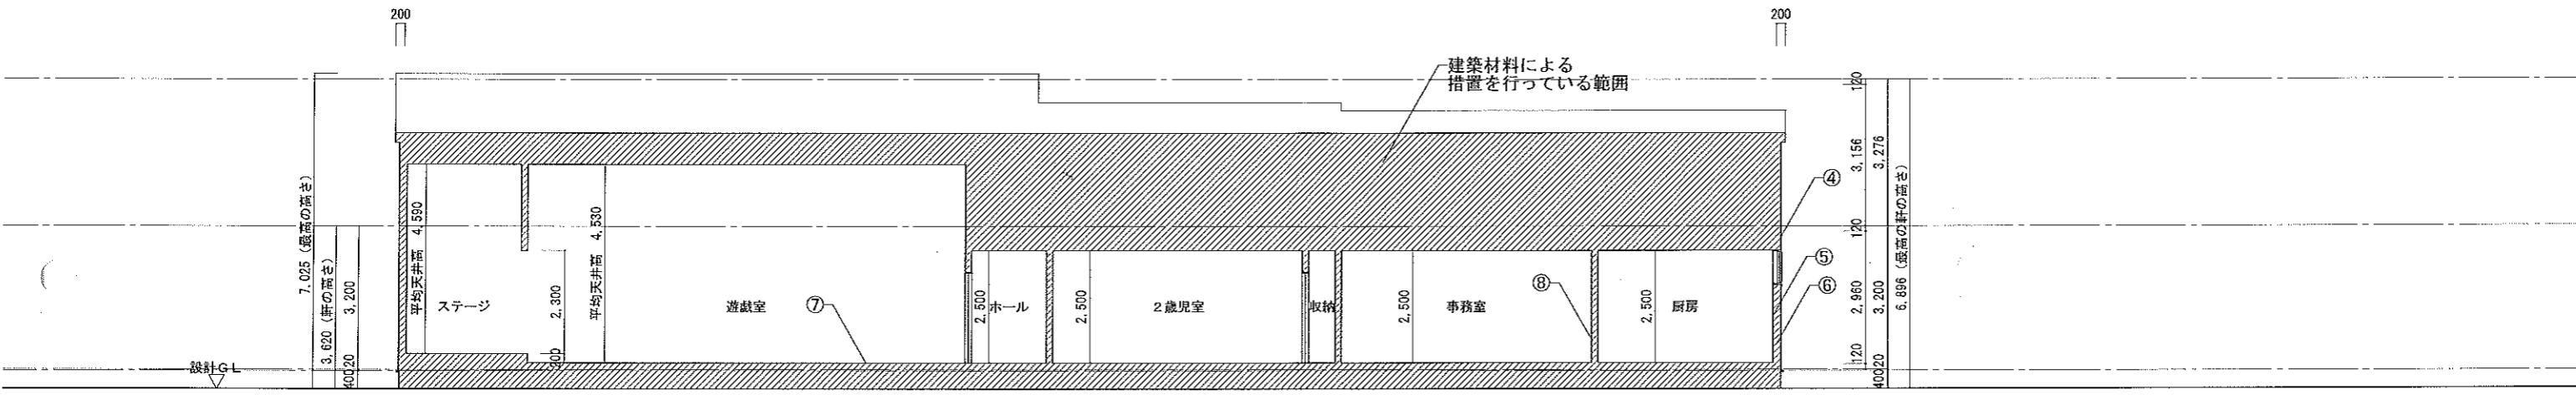 200
200
建築材料による
措置を行っている範囲
7,025 (最高の高さ)
3,620 (軒の高さ)
3,200
400
20
設計GL
平均天井高 4,590
ステージ
2,300
平均天井高 4,530
遊戯室
⑦
2,500
ホール
2,500
2歳児室
収納
2,500
事務室
⑧
2,500
厨房
④
⑤
⑥
120
3,156
120
2,960
120
3,276
3,200
400
20
6,896 (最高の軒の高さ)